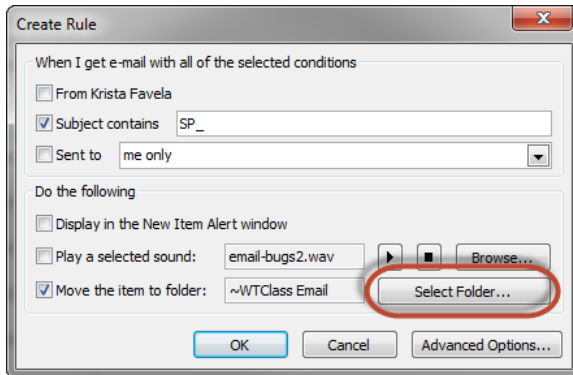 Create Rule
When I get e-mail with all of the selected conditions
From Krista Favela
Subject contains SP_
Sent to me only
Do the following
Display in the New Item Alert window
Play a selected sound: email-bugs2.wav Browse...
Move the item to folder: ~WTClass Email Select Folder...
OK Cancel Advanced Options...